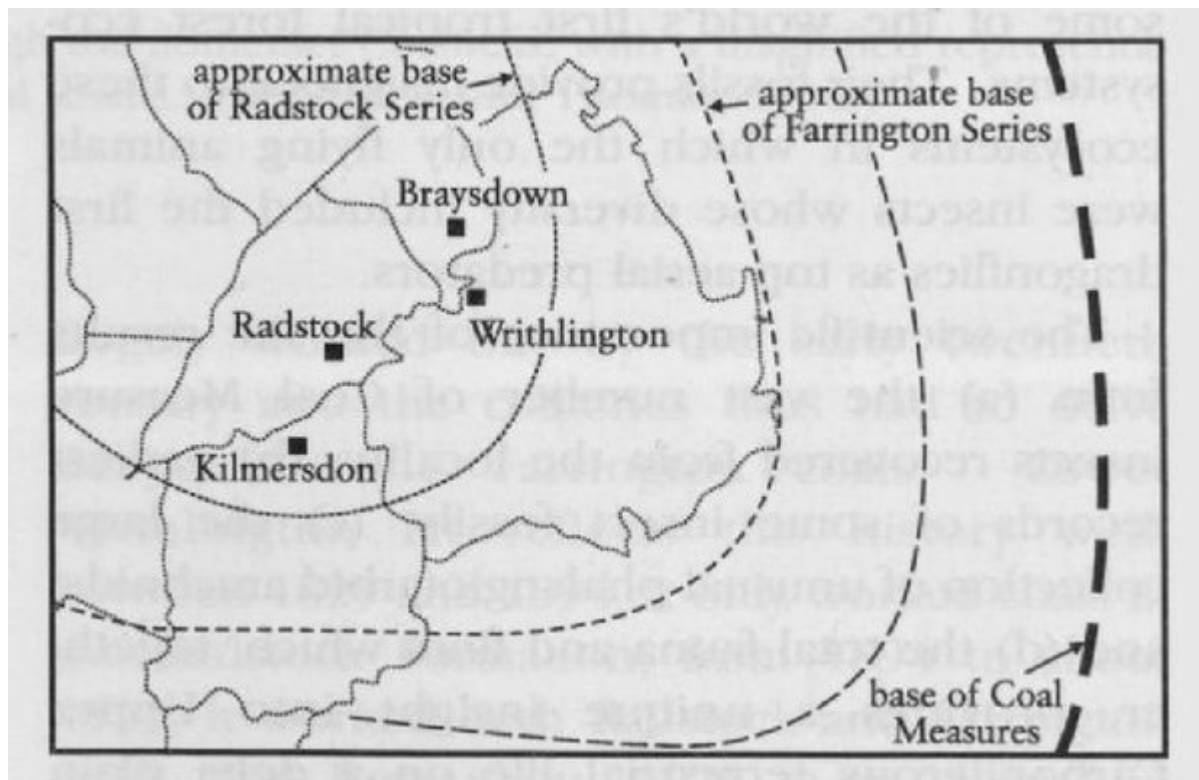 approximate base
of Radstock Series
approximate base
of Farrington Series
Braysdown
Radstock
Writhlington
Kilmersdon
base of Coal
Measures